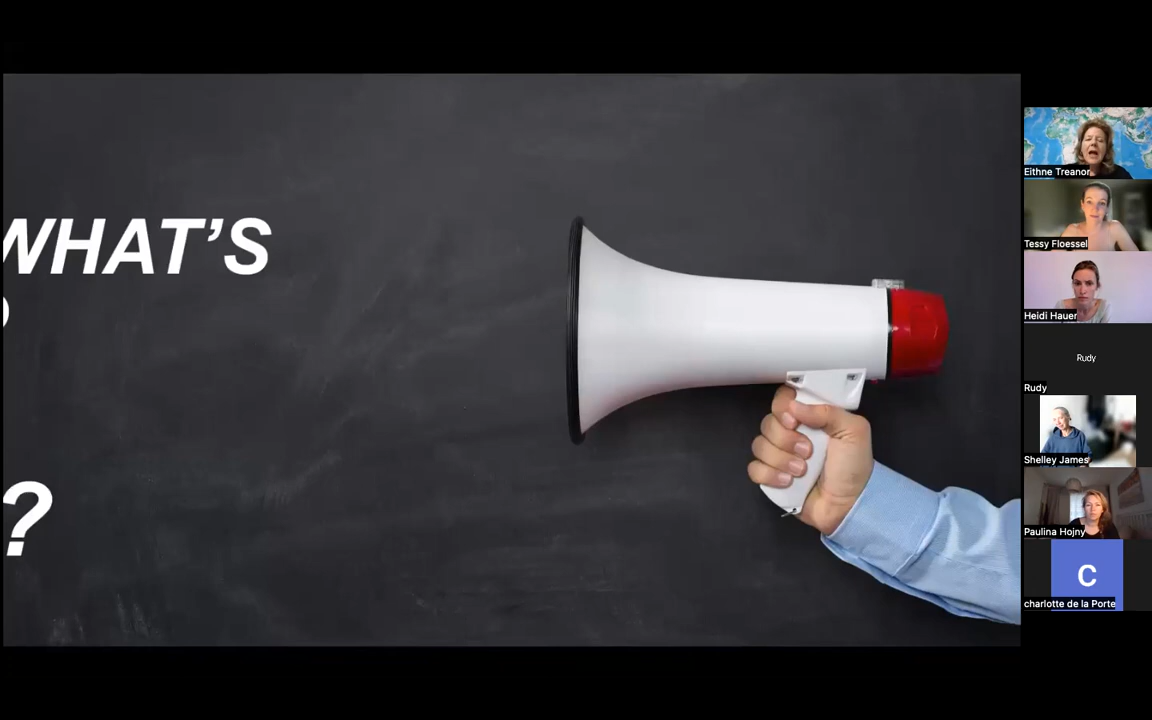 WHAT'S
?
Eithne Treanor
Tessy Floessel
Heidi Hauer
Rudy
Rudy
Shelley James
Paulina Hojny
C
charlotte de la Porte